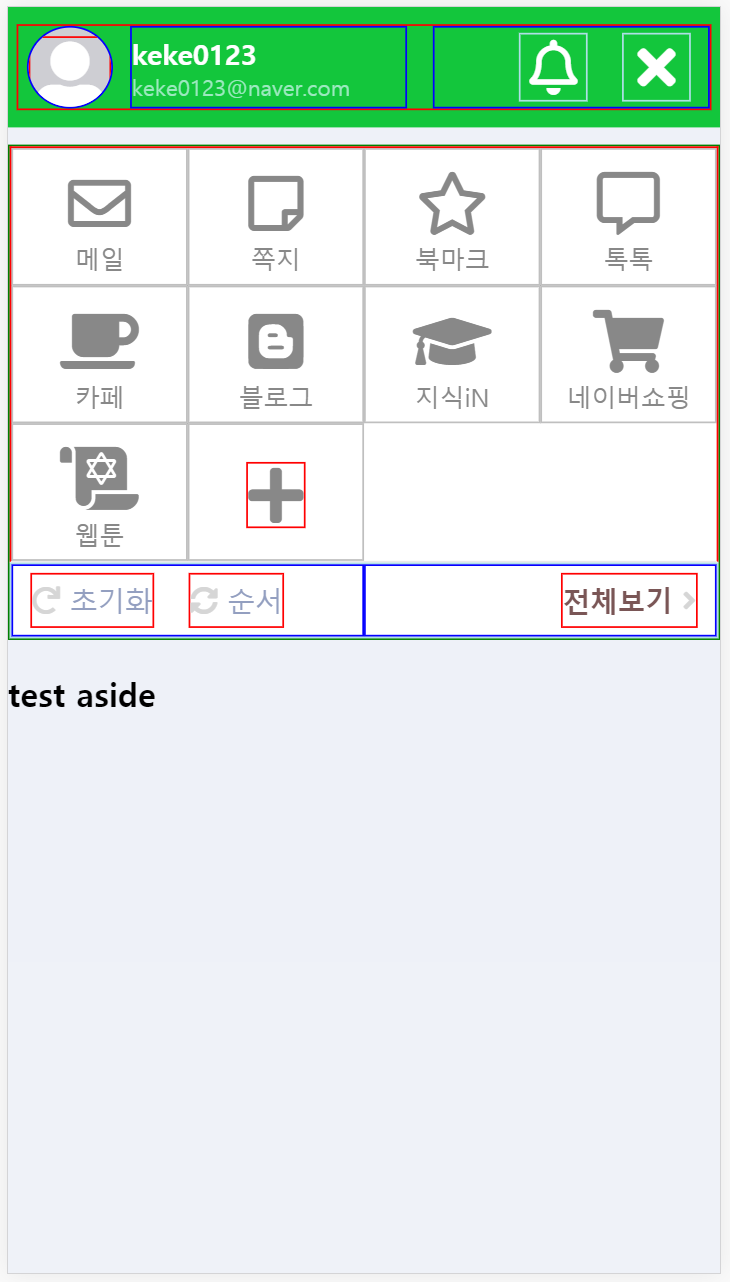 keke0123
keke0123@naver.com
메일 쪽지 북마크 톡톡
카페 블로그 지식iN 네이버쇼핑
웹툰
초기화 순서 전체보기
test aside